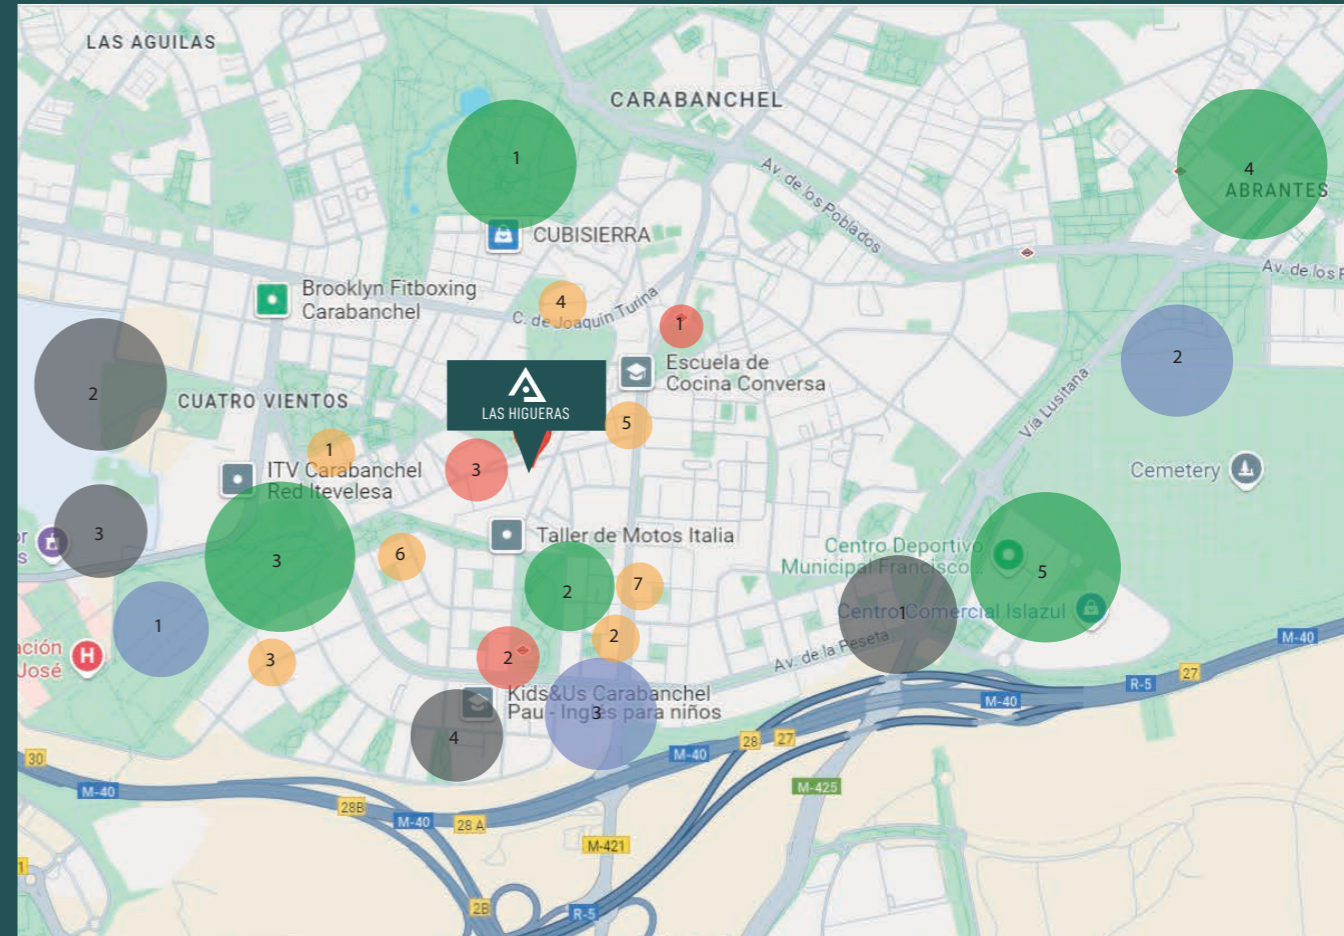 LAS AGUILAS
CARABANCHEL
1
4
ABRANTES
Av. de los Poblados
CUBISIERRA
Av. de los P
Brooklyn Fitboxing
Carabanchel
4
C. de Joaquín Turina
1
2
Escuela de
Cocina Conversa
2
CUATRO VIENTOS
LAS HIGUERAS
Vía Lusitana
1
5
3
ITV Carabanchel
Red Itevelesa
Cemetery
3
or
s
Taller de Motos Italia
6
3
2
7
Centro Deportivo
Municipal Francisco...
5
1
Centro Comercial Islazul
1
2
ación
José
H
3
2
Av. de la Peseta
M-40
27
R-5
M-40
Kids&Us Carabanchel
Pau - Inglés para niños
3
4
28
27
M-40
30
M-40
28B
M-40
28 A
M-425
M-421
1
2B
R-5